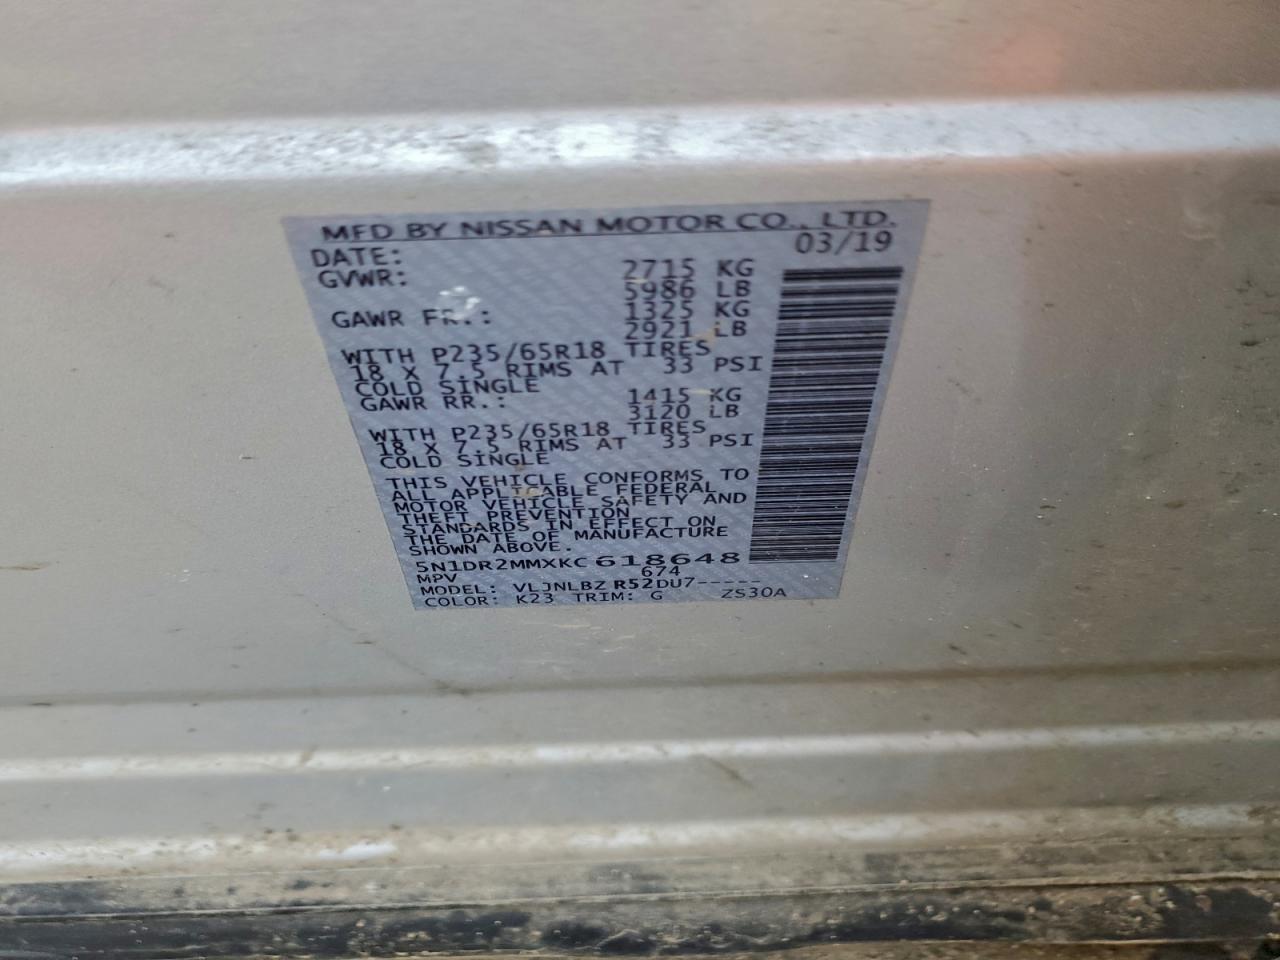 MFD BY NISSAN MOTOR CO., LTD.
DATE: 03/19
GVWR: 2715 KG
5986 LB
GAWR FR.: 1325 KG
2921 LB
WITH P235/65R18 TIRES
18 X 7.5 RIMS AT 33 PSI
COLD SINGLE
GAWR RR.: 1415 KG
3120 LB
WITH P235/65R18 TIRES
18 X 7.5 RIMS AT 33 PSI
COLD SINGLE
THIS VEHICLE CONFORMS TO
ALL APPLICABLE FEDERAL
MOTOR VEHICLE SAFETY AND
THEFT PREVENTION
STANDARDS IN EFFECT ON
THE DATE OF MANUFACTURE
SHOWN ABOVE.
5N1DR2MMXKC618648
MPV 674
MODEL: VLJNLBZ R52DU7-----
COLOR: K23 TRIM: G ZS30A